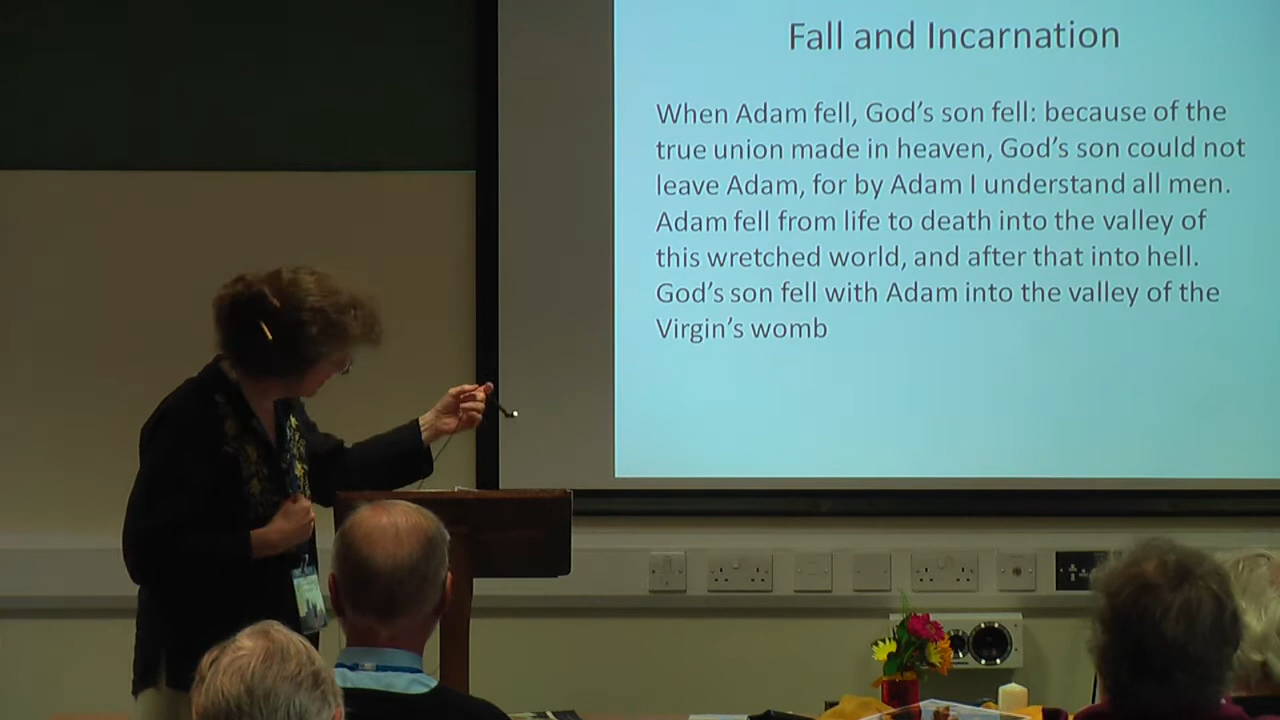 Fall and Incarnation
When Adam fell, God's son fell: because of the
true union made in heaven, God's son could not
leave Adam, for by Adam I understand all men.
Adam fell from life to death into the valley of
this wretched world, and after that into hell.
God's son fell with Adam into the valley of the
Virgin's womb